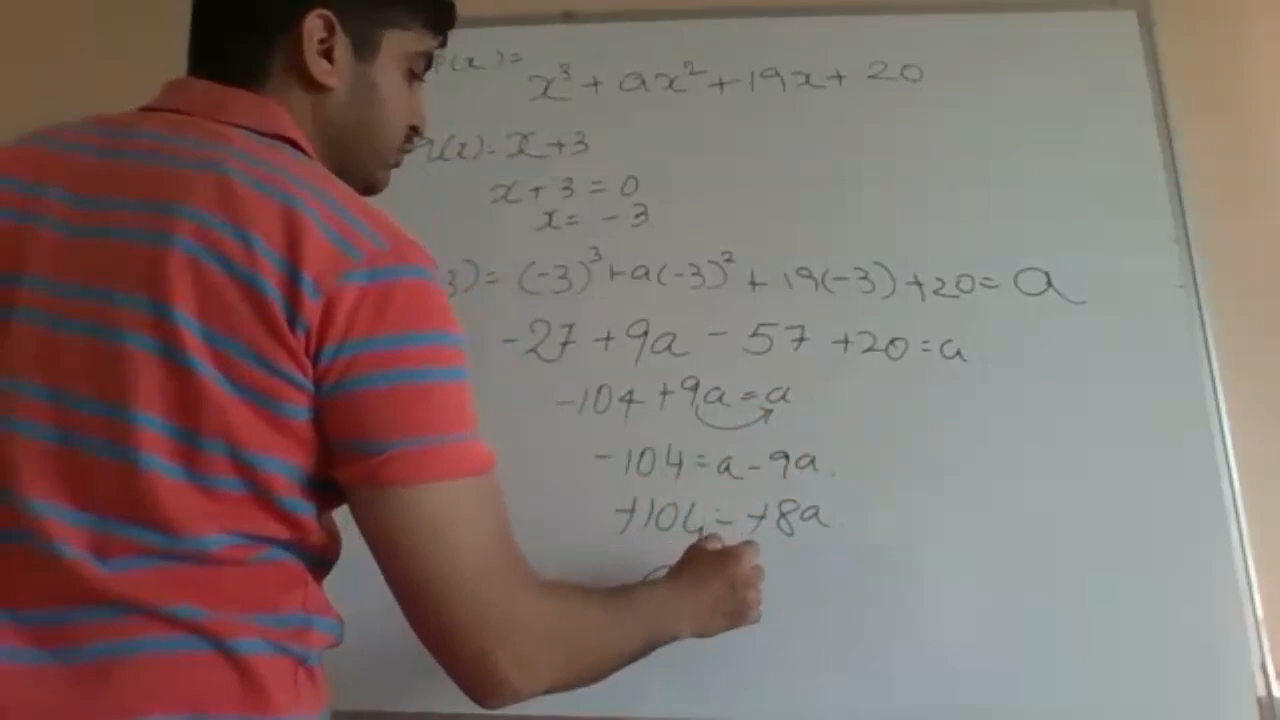 P(x) =
x³ + ax² + 19x + 20
r(x) = x + 3
x + 3 = 0
x = -3
3) = (-3)³ + a(-3)² + 19(-3) + 20 = a
-27 + 9a - 57 + 20 = a
-104 + 9a = a
-104 = a - 9a
+104 = +8a